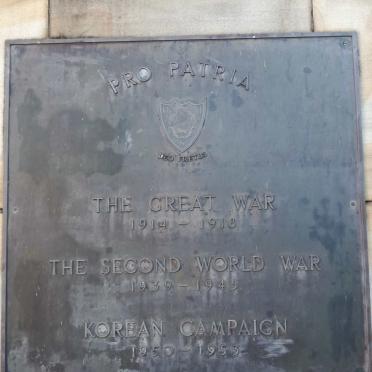 PRO PATRIA
THE GREAT WAR
1914 - 1918
THE SECOND WORLD WAR
1939 - 1945
KOREAN CAMPAIGN
1950 - 1953